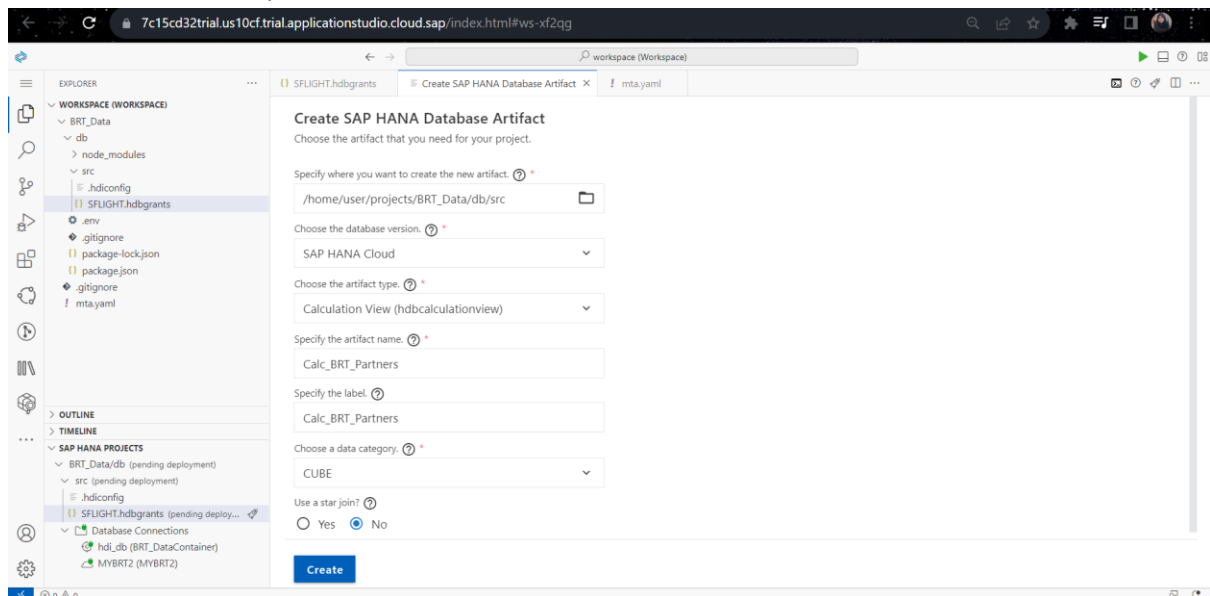 7c15cd32trial.us10cf.trial.applicationstudio.cloud.sap/index.html#ws-xf2qg
workspace (Workspace)
EXPLORER
SFLIGHT.hdbgrants
Create SAP HANA Database Artifact
mta.yaml
WORKSPACE (WORKSPACE)
BRT_Data
db
node_modules
src
.hdiconfig
SFLIGHT.hdbgrants
.env
.gitignore
package-lock.json
package.json
.gitignore
mta.yaml
OUTLINE
TIMELINE
SAP HANA PROJECTS
BRT_Data/db (pending deployment)
src (pending deployment)
.hdiconfig
SFLIGHT.hdbgrants (pending deploy...
Database Connections
hdi_db (BRT_DataContainer)
MYBRT2 (MYBRT2)
Create SAP HANA Database Artifact
Choose the artifact that you need for your project.
Specify where you want to create the new artifact. *
/home/user/projects/BRT_Data/db/src
Choose the database version. *
SAP HANA Cloud
Choose the artifact type. *
Calculation View (hdbcalculationview)
Specify the artifact name. *
Calc_BRT_Partners
Specify the label.
Calc_BRT_Partners
Choose a data category. *
CUBE
Use a star join?
Yes No
Create